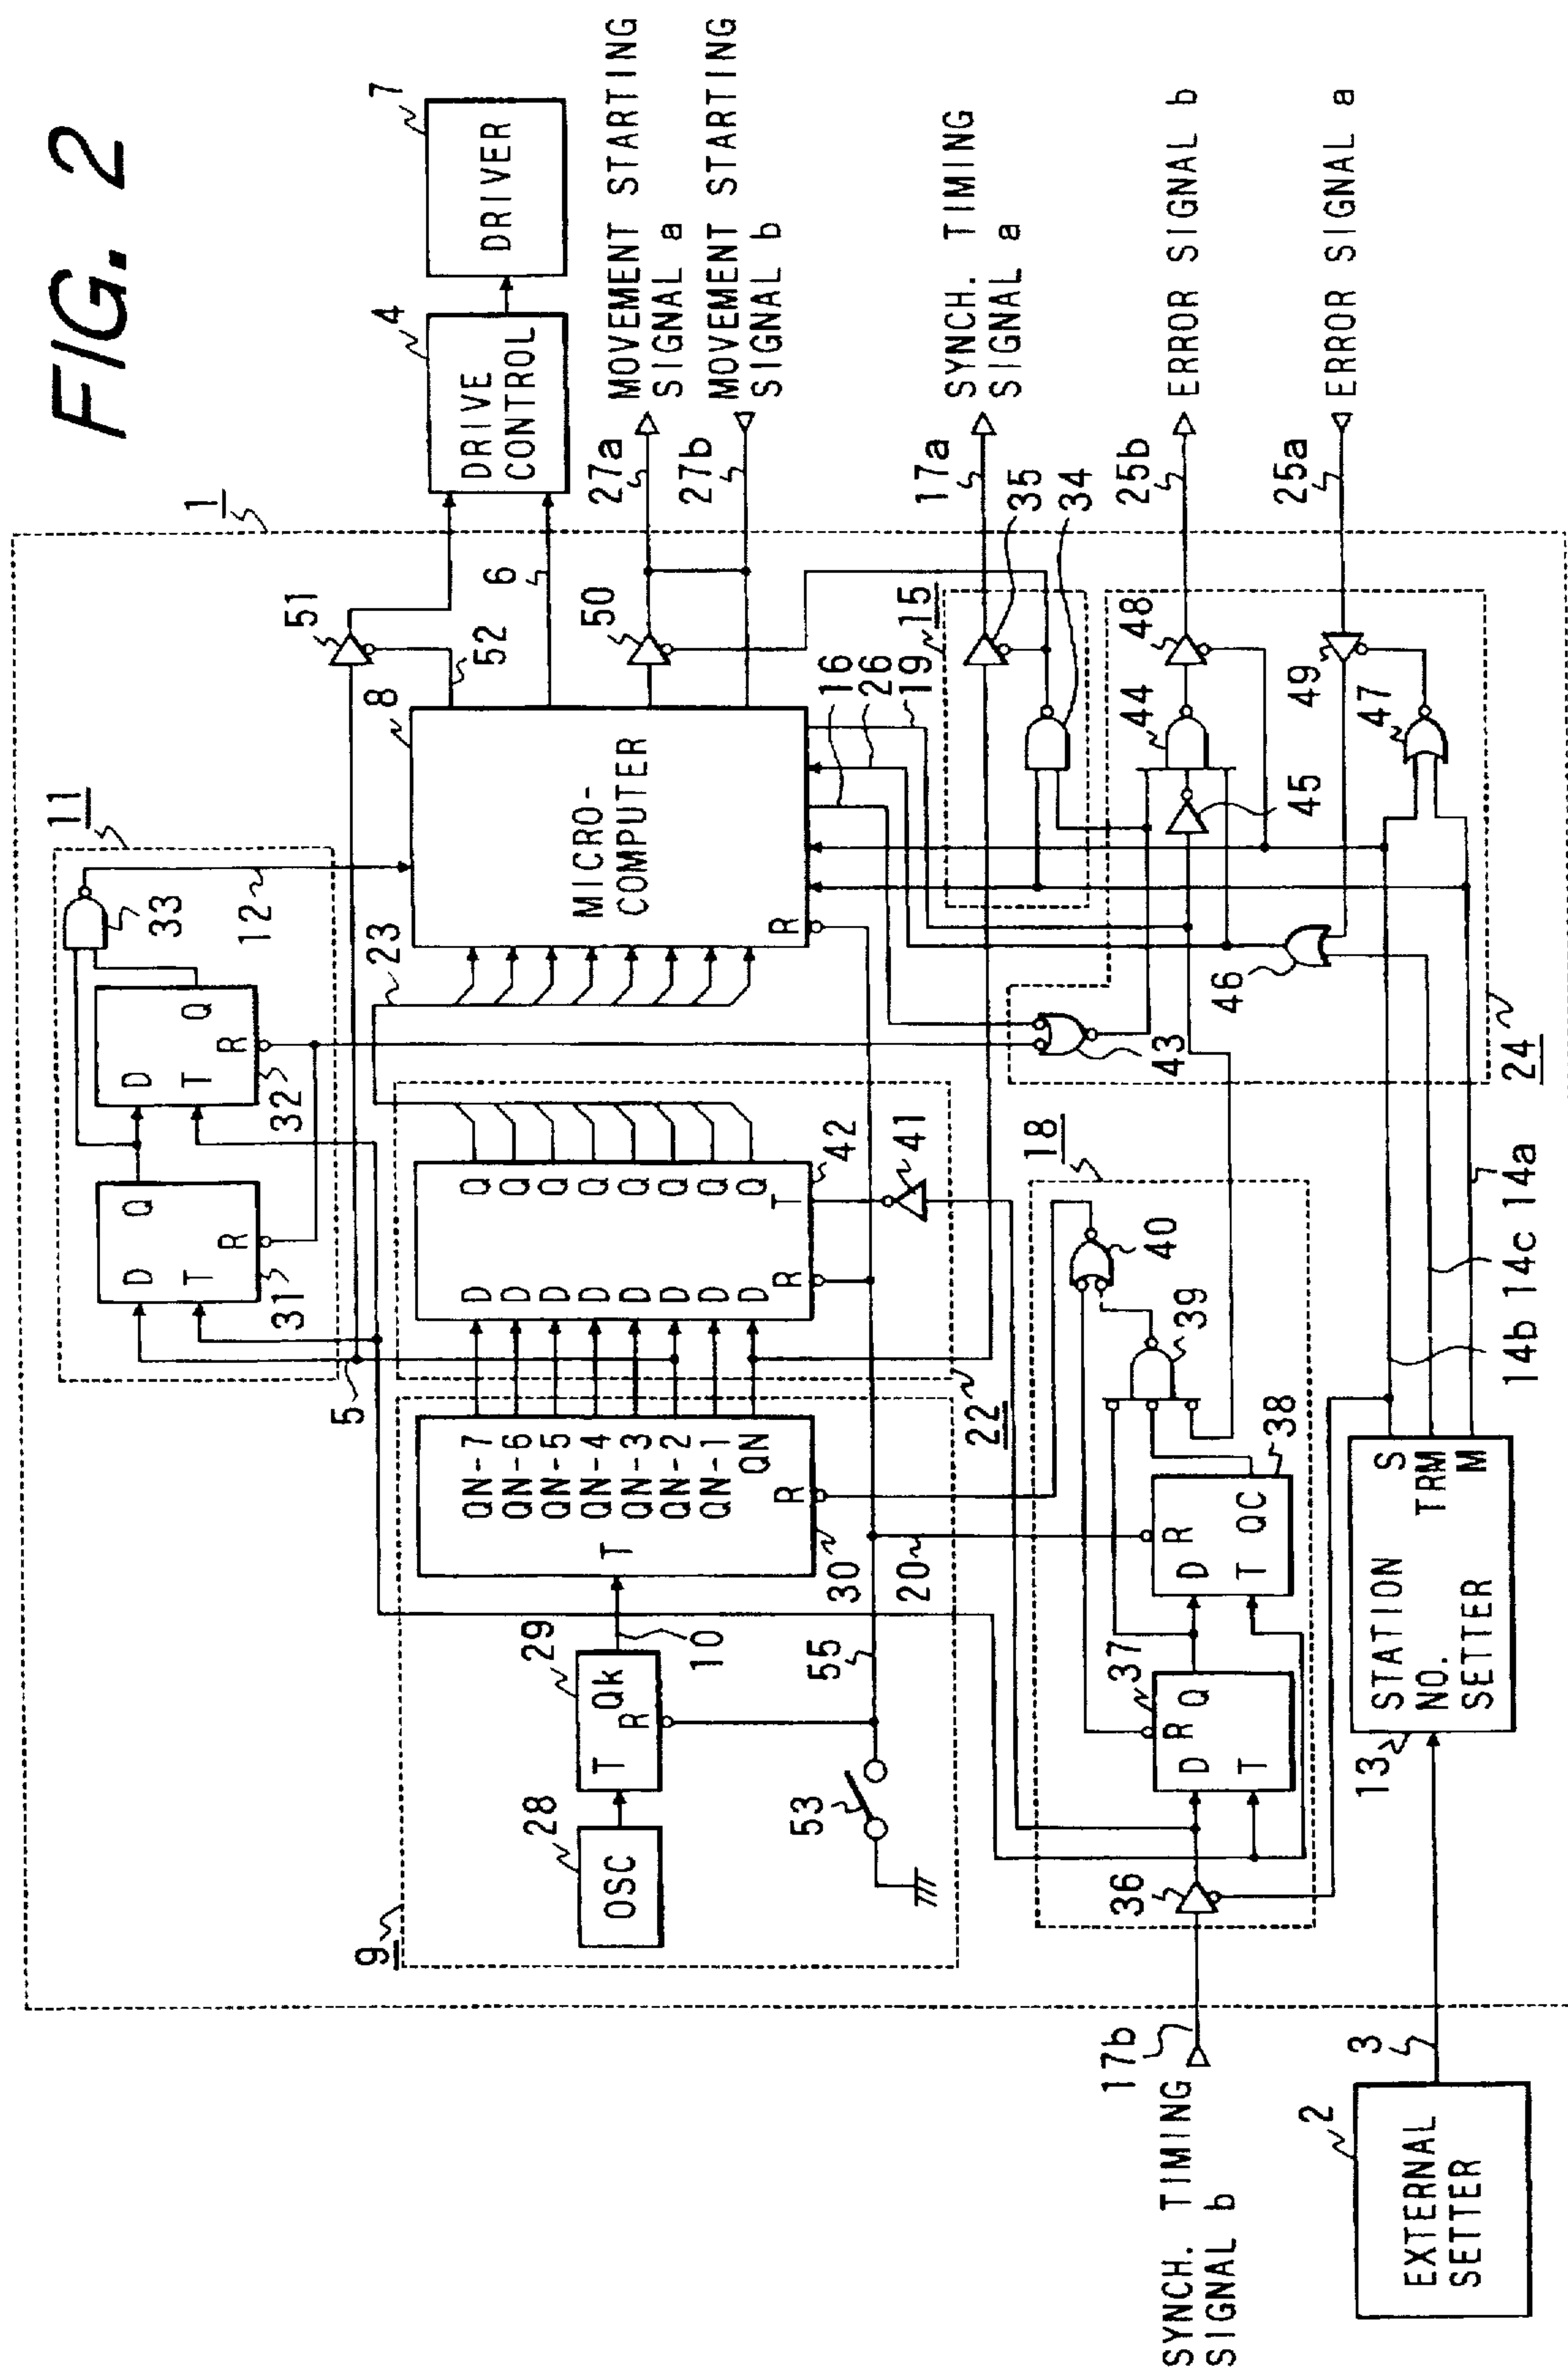 FIG. 2
1
11
33
12
31
32
D
T
Q
R
D
T
Q
R
5
23
8
MICRO-
COMPUTER
R
51
52
6
50
4
DRIVE
CONTROL
7
DRIVER
27a
MOVEMENT STARTING
SIGNAL a
27b
MOVEMENT STARTING
SIGNAL b
9
28
OSC
29
T
Qk
R
10
53
55
20
30
T
QN-7
QN-6
QN-5
QN-4
QN-3
QN-2
QN-1
QN
R
22
42
D
D
D
D
D
D
D
D
R
Q
Q
Q
Q
Q
Q
Q
Q
T
41
16
26
19
15
17a
SYNCH. TIMING
SIGNAL a
35
34
43
44
45
48
25b
ERROR SIGNAL b
49
25a
ERROR SIGNAL a
46
47
24
18
36
37
D
R
Q
T
38
D
R
QC
T
39
40
17b
SYNCH. TIMING
SIGNAL b
2
EXTERNAL
SETTER
3
13
STATION
NO.
SETTER
S
TRM
M
14b
14c
14a